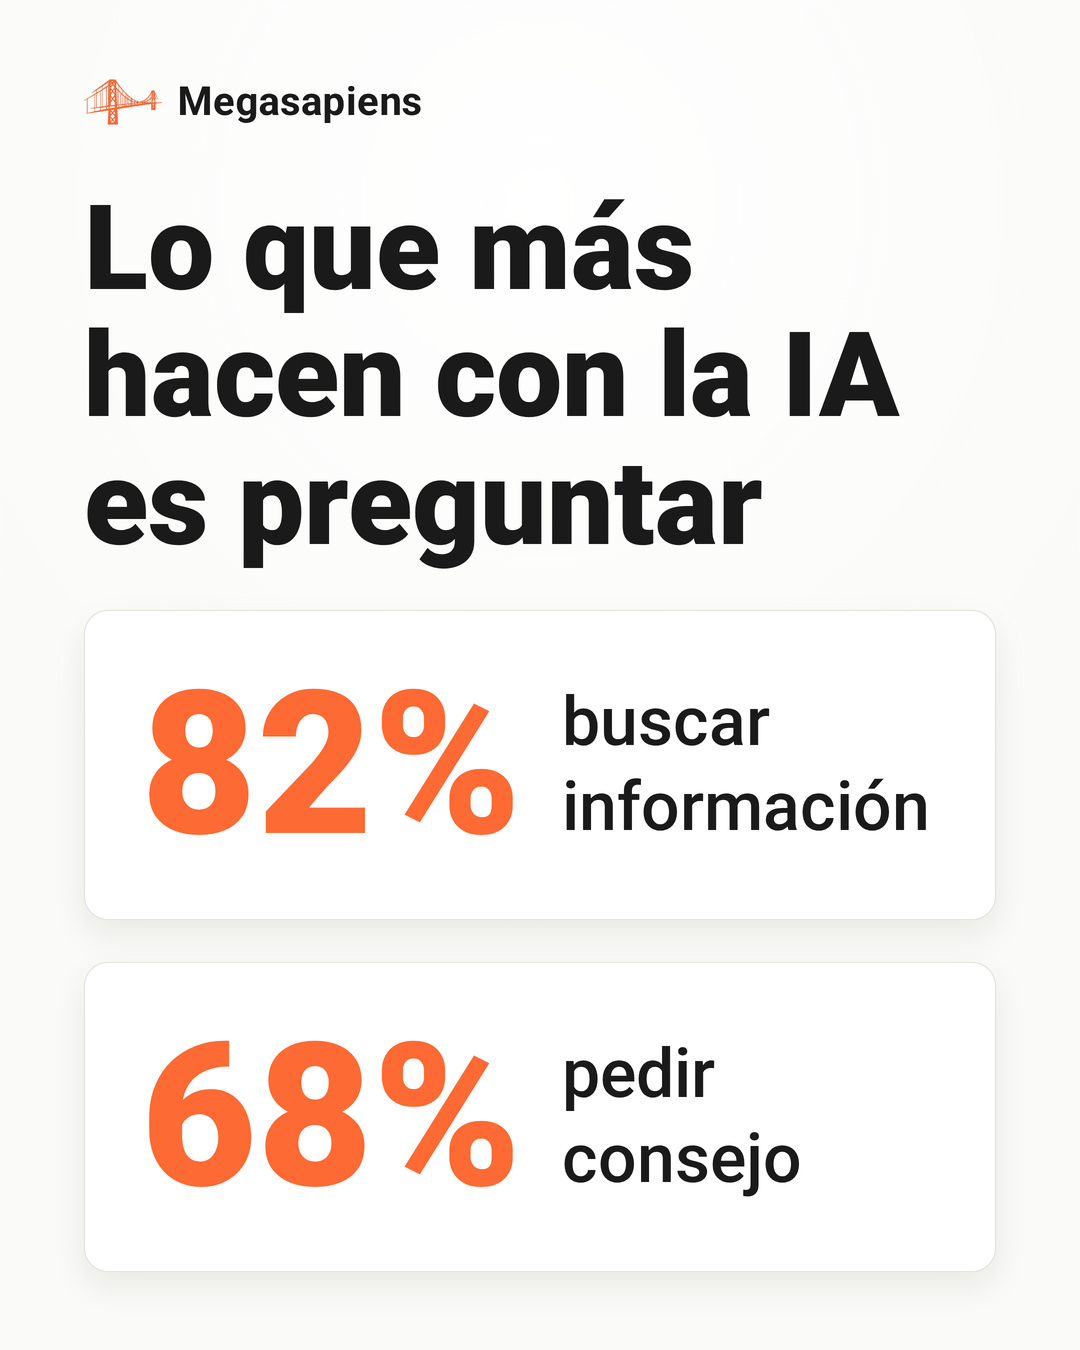 Megasapiens
Lo que más
hacen con la IA
es preguntar
82%
buscar
información
68%
pedir
consejo